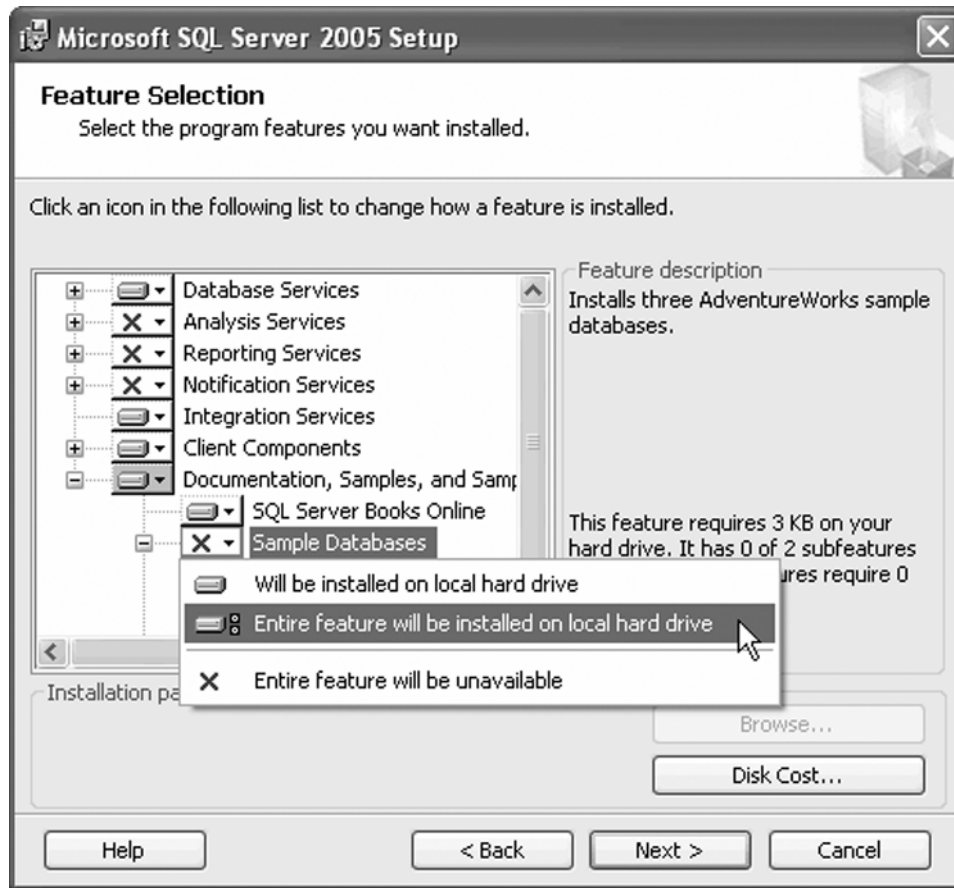 Microsoft SQL Server 2005 Setup
Feature Selection
Select the program features you want installed.
Click an icon in the following list to change how a feature is installed.
Feature description
Database Services
Analysis Services
Reporting Services
Notification Services
Integration Services
Client Components
Documentation, Samples, and
SQL Server Books Online
Sample Databases
Installs three AdventureWorks sample
databases.
This feature requires 3 KB on your
hard drive. It has 0 of 2 subfeatures
require 0
Will be installed on local hard drive
Entire feature will be installed on local hard drive
Entire feature will be unavailable
Installation
Browse...
Disk Cost...
Help
< Back
Next >
Cancel